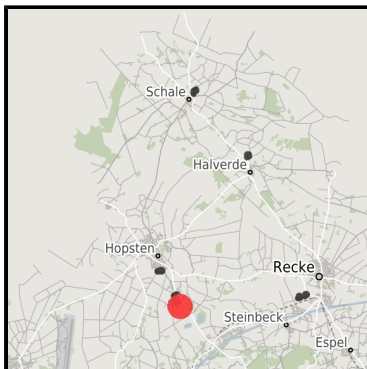 Schale
Halverde
Hopsten
Recke
Steinbeck
Espel